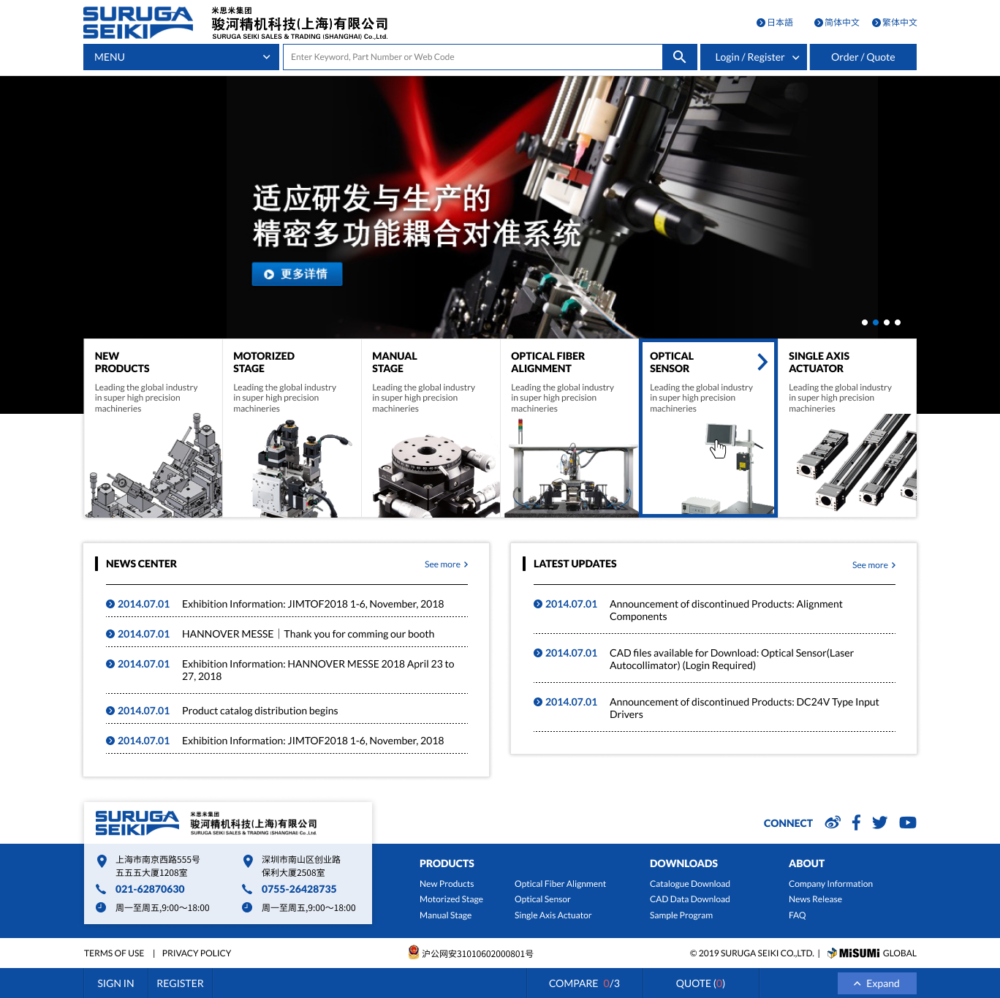 SURUGA
SEIKI
米思米集团
骏河精机科技(上海)有限公司
SURUGA SEIKI SALES & TRADING (SHANGHAI) Co.,Ltd.
日本語
简体中文
繁体中文
MENU
Enter Keyword, Part Number or Web Code
Login / Register
Order / Quote
适应研发与生产的
精密多功能耦合对准系统
更多详情
NEW
PRODUCTS
Leading the global industry
in super high precision
machineries
MOTORIZED
STAGE
Leading the global industry
in super high precision
machineries
MANUAL
STAGE
Leading the global industry
in super high precision
machineries
OPTICAL FIBER
ALIGNMENT
Leading the global industry
in super high precision
machineries
OPTICAL
SENSOR
Leading the global industry
in super high precision
machineries
SINGLE AXIS
ACTUATOR
Leading the global industry
in super high precision
machineries
NEWS CENTER
See more
2014.07.01 Exhibition Information: JIMTOF2018 1-6, November, 2018
2014.07.01 HANNOVER MESSE｜Thank you for comming our booth
2014.07.01 Exhibition Information: HANNOVER MESSE 2018 April 23 to
27, 2018
2014.07.01 Product catalog distribution begins
2014.07.01 Exhibition Information: JIMTOF2018 1-6, November, 2018
LATEST UPDATES
See more
2014.07.01 Announcement of discontinued Products: Alignment
Components
2014.07.01 CAD files available for Download: Optical Sensor(Laser
Autocollimator) (Login Required)
2014.07.01 Announcement of discontinued Products: DC24V Type Input
Drivers
SURUGA
SEIKI
米思米集团
骏河精机科技(上海)有限公司
SURUGA SEIKI SALES & TRADING (SHANGHAI) Co.,Ltd.
上海市南京西路555号
五五五大厦1208室
021-62870630
周一至周五,9:00～18:00
深圳市南山区创业路
保利大厦2508室
0755-26428735
周一至周五,9:00～18:00
CONNECT
PRODUCTS
New Products
Motorized Stage
Manual Stage
Optical Fiber Alignment
Optical Sensor
Single Axis Actuator
DOWNLOADS
Catalogue Download
CAD Data Download
Sample Program
ABOUT
Company Information
News Release
FAQ
TERMS OF USE | PRIVACY POLICY
沪公网安31010602000801号
© 2019 SURUGA SEIKI CO.,LTD. | MiSUMi GLOBAL
SIGN IN
REGISTER
COMPARE 0/3
QUOTE (0)
Expand